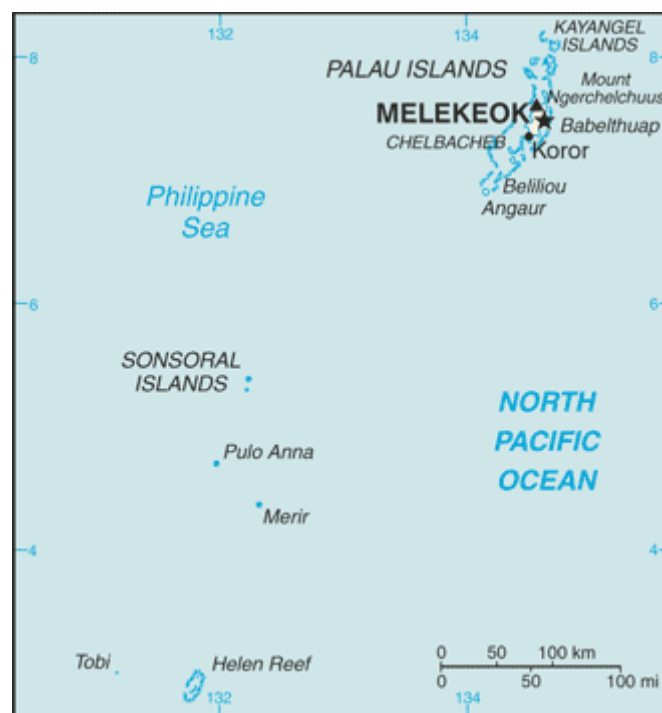 132
134
KAYANGEL
ISLANDS
8
8
PALAU ISLANDS
Mount
Ngerchelchuus
MELEKEOK
Babelthuap
CHELBACHEB
Koror
Beliliou
Angaur
Philippine
Sea
6
6
SONSORAL
ISLANDS
NORTH
PACIFIC
OCEAN
Pulo Anna
Merir
4
4
Tobi
Helen Reef
0 50 100 km
0 50 100 mi
132
134